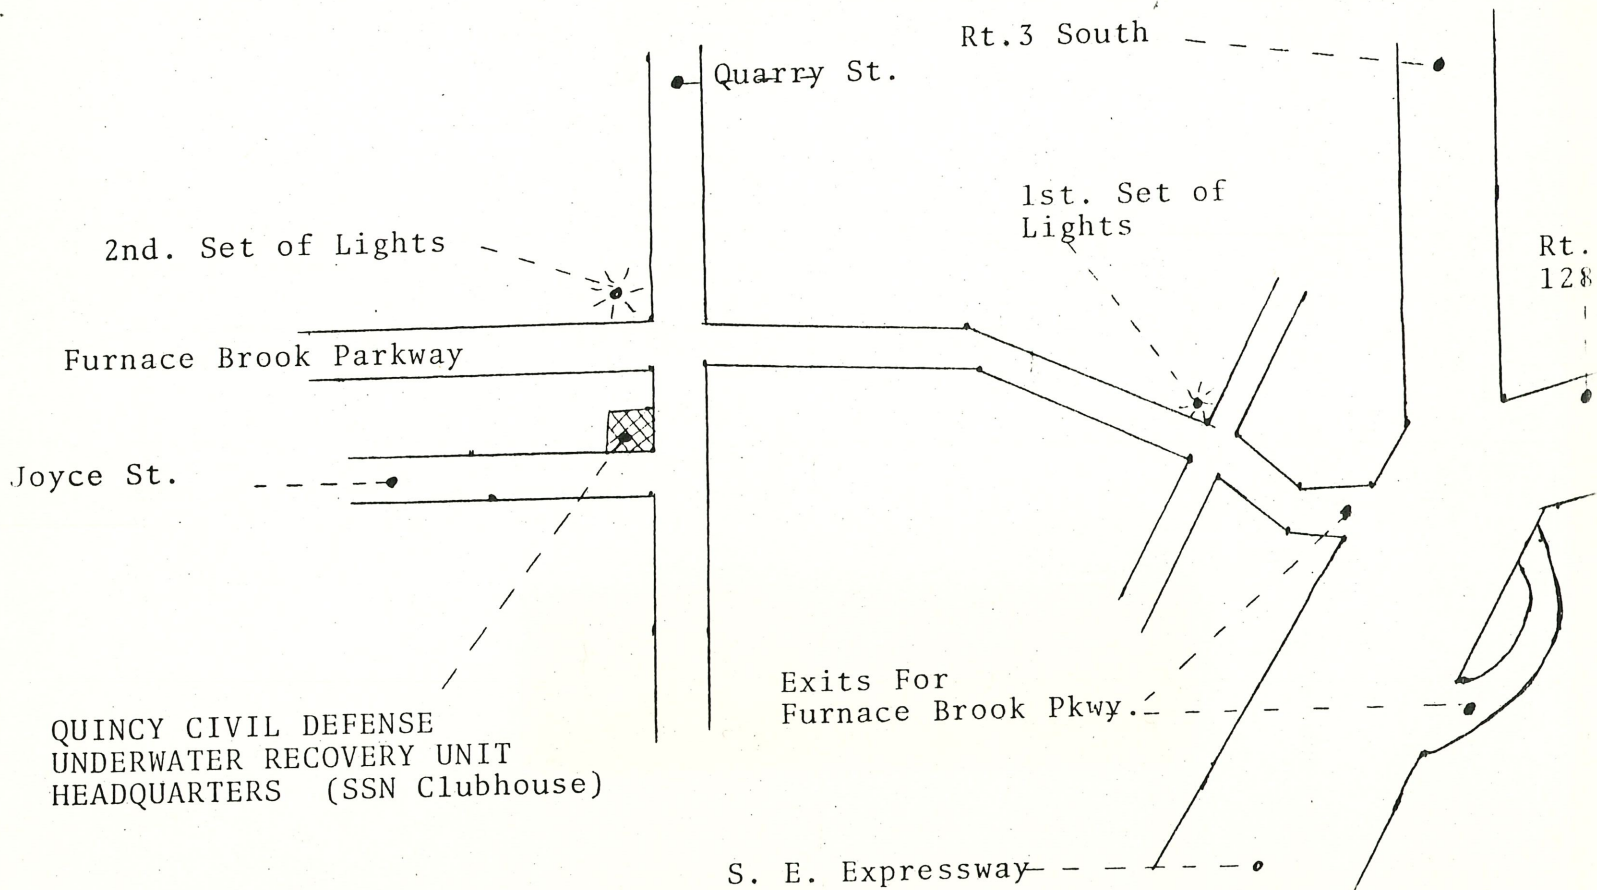 Rt.3 South
Quarry St.
1st. Set of
Lights
2nd. Set of Lights
Rt.
128
Furnace Brook Parkway
Joyce St.
Exits For
Furnace Brook Pkwy.
QUINCY CIVIL DEFENSE
UNDERWATER RECOVERY UNIT
HEADQUARTERS (SSN Clubhouse)
S. E. Expressway